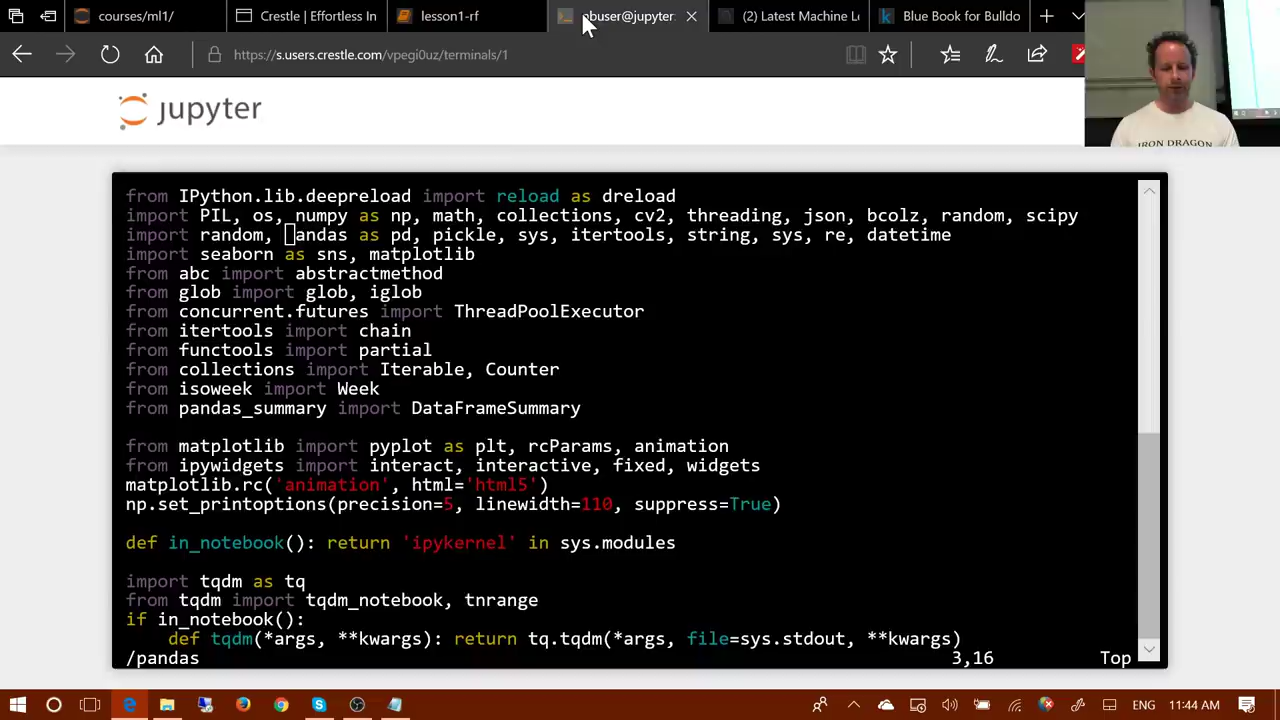 courses/ml1/
Crestle | Effortless In
lesson1-rf
ebuser@jupyter:
(2) Latest Machine Le
Blue Book for Bulldo
https://s.users.crestle.com/vpegi0uz/terminals/1
jupyter
IRON DRAGON
from IPython.lib.deepreload import reload as dreload
import PIL, os, numpy as np, math, collections, cv2, threading, json, bcolz, random, scipy
import random, pandas as pd, pickle, sys, itertools, string, sys, re, datetime
import seaborn as sns, matplotlib
from abc import abstractmethod
from glob import glob, iglob
from concurrent.futures import ThreadPoolExecutor
from itertools import chain
from functools import partial
from collections import Iterable, Counter
from isoweek import Week
from pandas_summary import DataFrameSummary
from matplotlib import pyplot as plt, rcParams, animation
from ipywidgets import interact, interactive, fixed, widgets
matplotlib.rc('animation', html='html5')
np.set_printoptions(precision=5, linewidth=110, suppress=True)
def in_notebook(): return 'ipykernel' in sys.modules
import tqdm as tq
from tqdm import tqdm_notebook, tnrange
if in_notebook():
    def tqdm(*args, **kwargs): return tq.tqdm(*args, file=sys.stdout, **kwargs)
/pandas 3,16 Top
ENG 11:44 AM